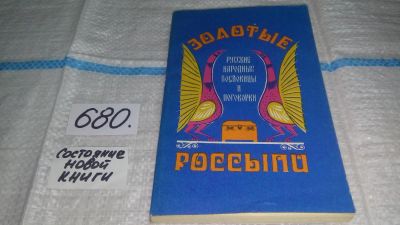 680.
Состояние
новой
книги
ЗОЛОТЫЕ
РУССКИЕ
НАРОДНЫЕ
ПОСЛОВИЦЫ
И
ПОГОВОРКИ
РОССЫПИ